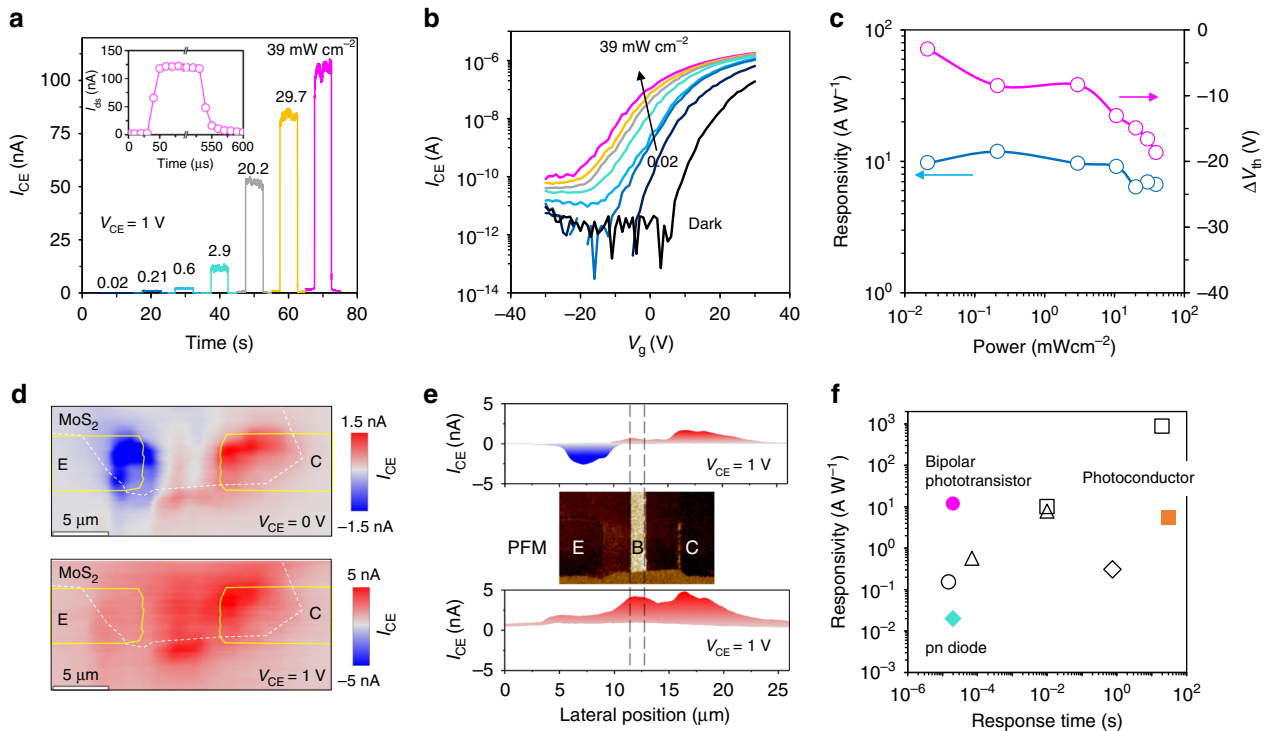 a
I_CE (nA)
100
75
50
25
0
0 20 40 60 80
Time (s)
V_CE = 1 V
0.02
0.21
0.6
2.9
20.2
29.7
39 mW cm⁻²
I_ds (nA)
150
100
50
0
0 50 540 600
Time (μs)
b
I_CE (A)
10⁻⁶
10⁻⁸
10⁻¹⁰
10⁻¹²
10⁻¹⁴
−40 −20 0 20 40
V_g (V)
39 mW cm⁻²
0.02
Dark
c
Responsivity (A W⁻¹)
10²
10¹
10⁰
10⁻² 10⁻¹ 10⁰ 10¹ 10²
Power (mWcm⁻²)
0
−10
−20
−30
−40
ΔV_th (V)
d
MoS₂
E
C
5 μm
V_CE = 0 V
1.5 nA
I_CE
−1.5 nA
MoS₂
E
C
5 μm
V_CE = 1 V
5 nA
I_CE
−5 nA
e
I_CE (nA)
5
0
−5
V_CE = 1 V
PFM
E
B
C
I_CE (nA)
5
0
5
V_CE = 1 V
0 5 10 15 20 25
Lateral position (μm)
f
Responsivity (A W⁻¹)
10³
10²
10¹
10⁰
10⁻¹
10⁻²
10⁻³
Bipolar
phototransistor
Photoconductor
pn diode
10⁻⁶ 10⁻⁴ 10⁻² 10⁰ 10²
Response time (s)